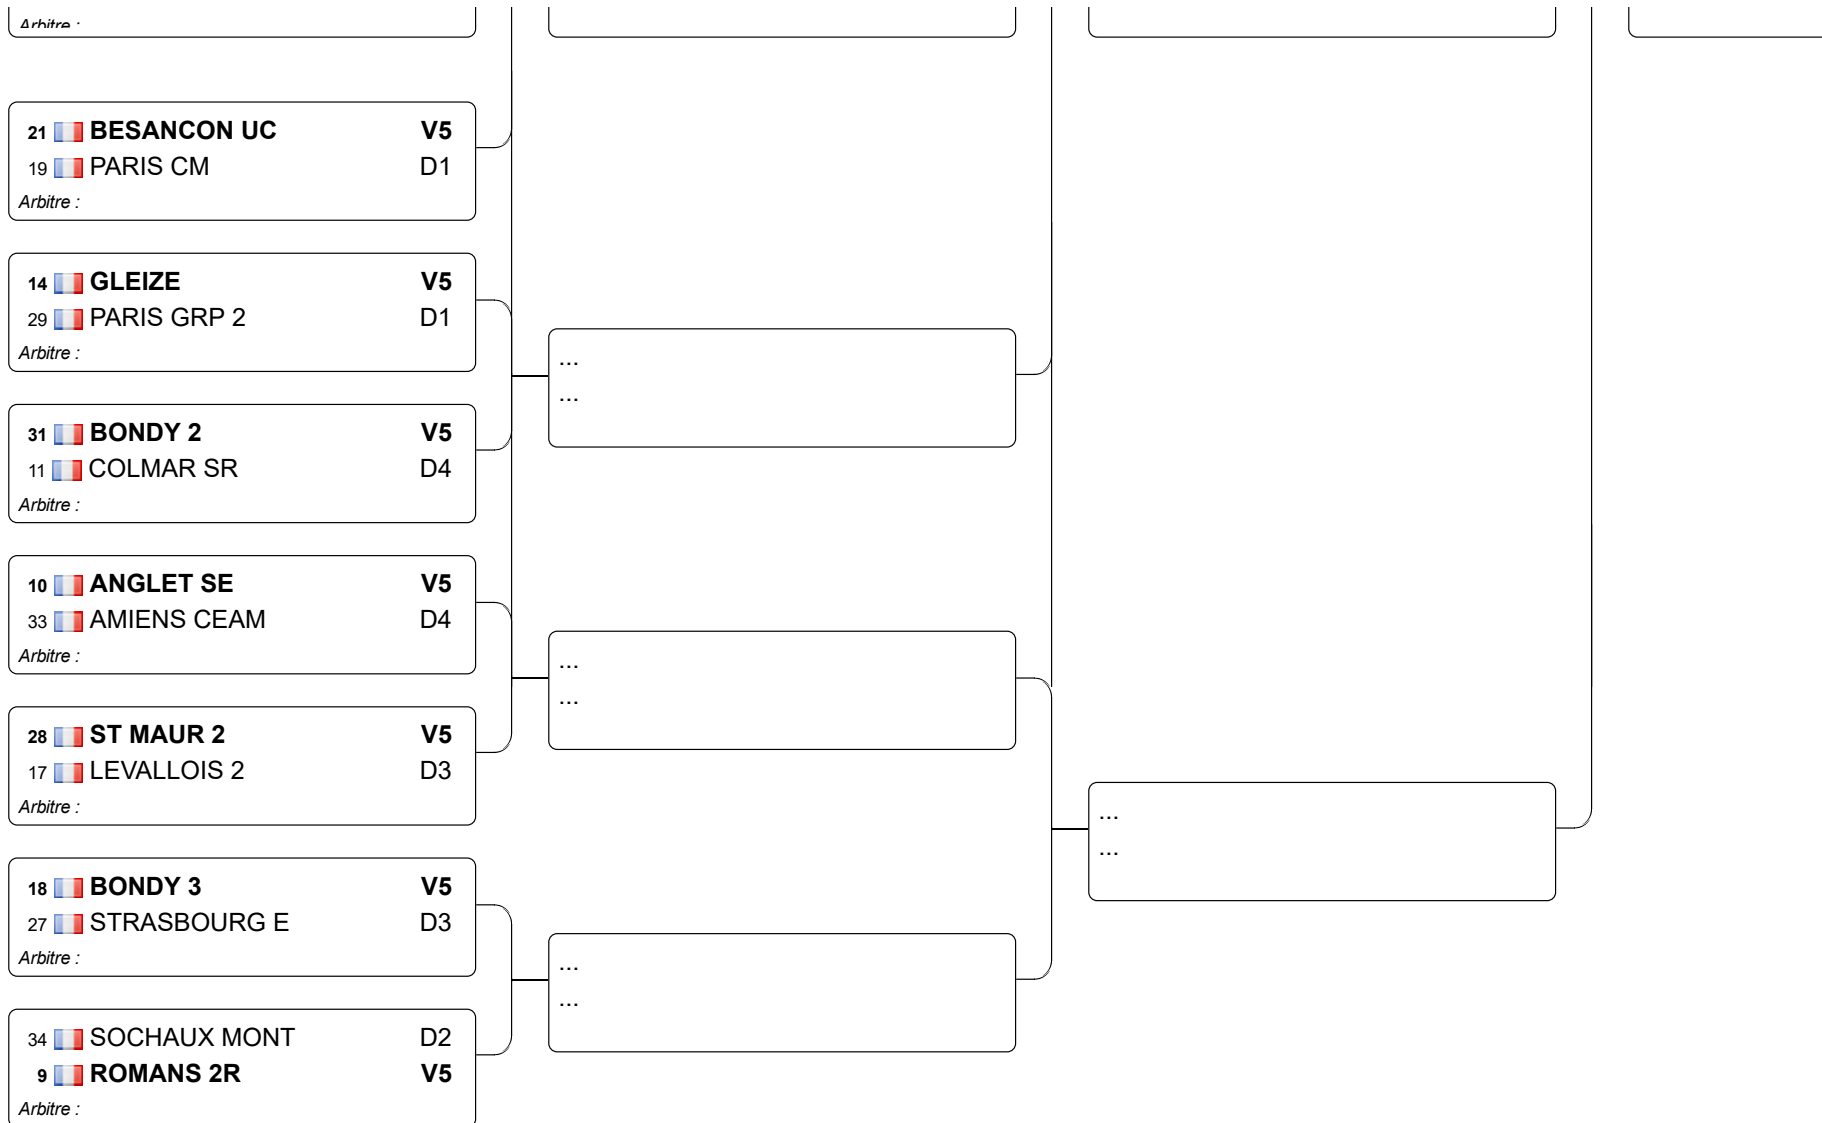 Arbitre :
21 BESANCON UC V5
19 PARIS CM D1
Arbitre :
14 GLEIZE V5
29 PARIS GRP 2 D1
Arbitre :
...
...
31 BONDY 2 V5
11 COLMAR SR D4
Arbitre :
10 ANGLET SE V5
33 AMIENS CEAM D4
Arbitre :
...
...
28 ST MAUR 2 V5
17 LEVALLOIS 2 D3
Arbitre :
...
...
18 BONDY 3 V5
27 STRASBOURG E D3
Arbitre :
...
...
34 SOCHAUX MONT D2
9 ROMANS 2R V5
Arbitre :